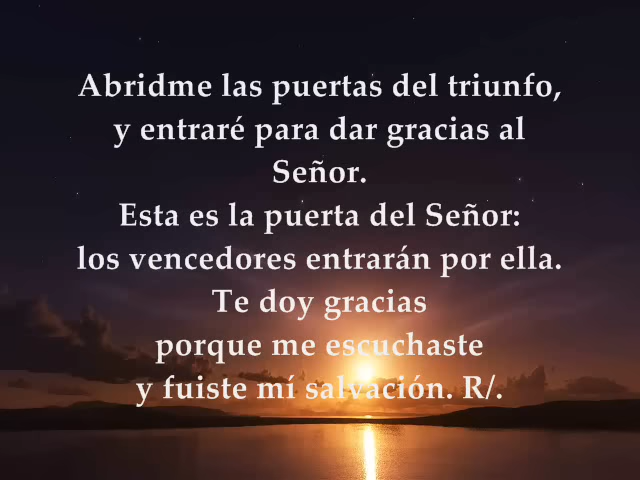 Abridme las puertas del triunfo,
y entraré para dar gracias al
Señor.
Esta es la puerta del Señor:
los vencedores entrarán por ella.
Te doy gracias
porque me escuchaste
y fuiste mí salvación. R/.